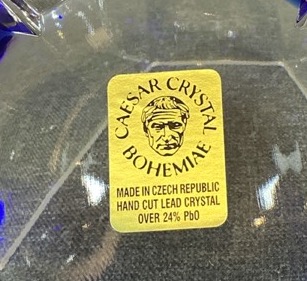 CAESAR CRYSTAL
BOHEMIAE
MADE IN CZECH REPUBLIC
HAND CUT LEAD CRYSTAL
OVER 24% PbO